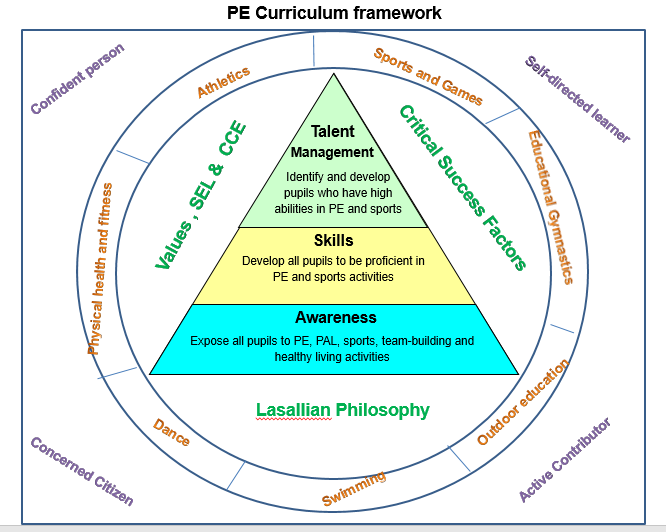 PE Curriculum framework
Confident person
Self-directed learner
Athletics
Sports and Games
Educational Gymnastics
Physical health and fitness
Values , SEL & CCE
Critical Success Factors
Talent
Management
Identify and develop
pupils who have high
abilities in PE and sports
Skills
Develop all pupils to be proficient in
PE and sports activities
Awareness
Expose all pupils to PE, PAL, sports, team-building and
healthy living activities
Lasallian Philosophy
Dance
Swimming
Outdoor education
Concerned Citizen
Active Contributor